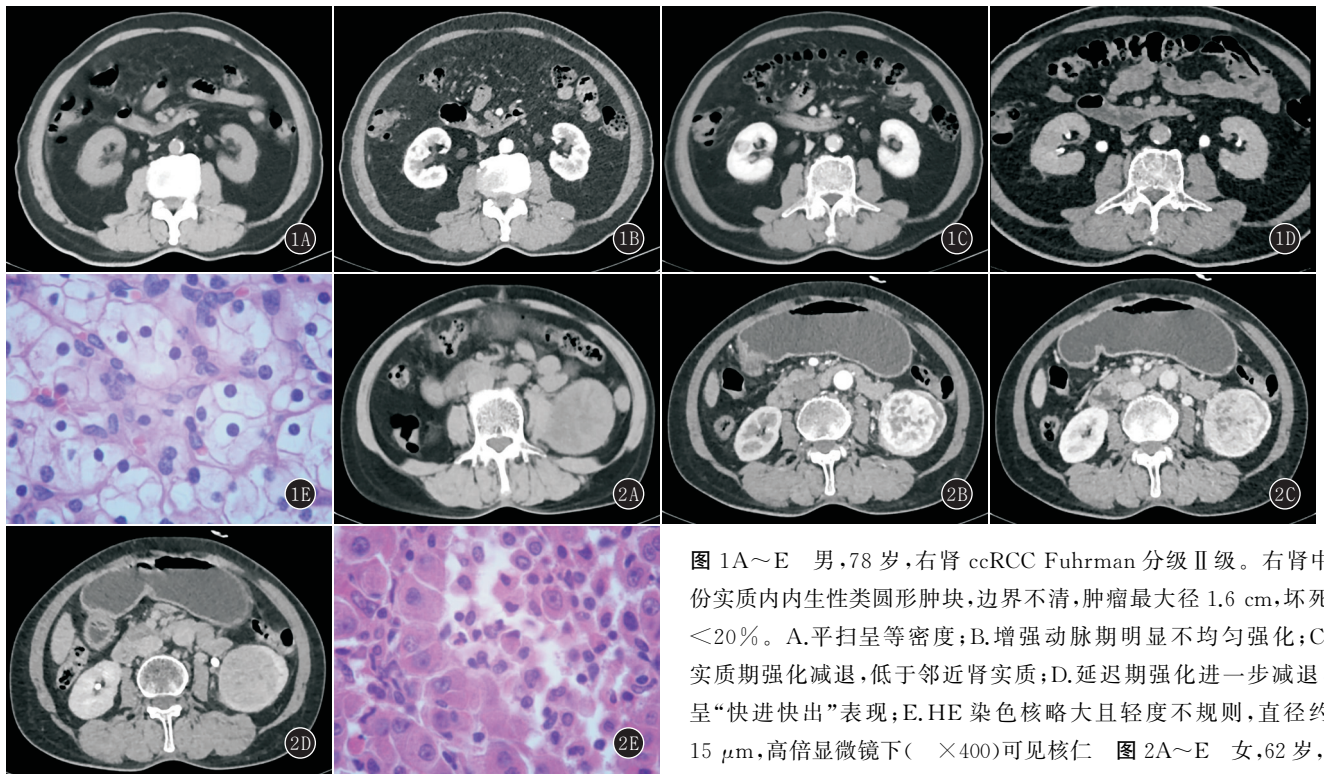 1A
1B
1C
1D
1E
2A
2B
2C
2D
2E
图 1A～E 男,78 岁,右肾 ccRCC Fuhrman 分级Ⅱ级。右肾中
份实质内内生性类圆形肿块,边界不清,肿瘤最大径 1.6 cm,坏死
＜20%。A.平扫呈等密度;B.增强动脉期明显不均匀强化;C
实质期强化减退,低于邻近肾实质;D.延迟期强化进一步减退
呈“快进快出”表现;E.HE 染色核略大且轻度不规则,直径约
15 μm,高倍显微镜下( ×400)可见核仁 图 2A～E 女,62 岁,